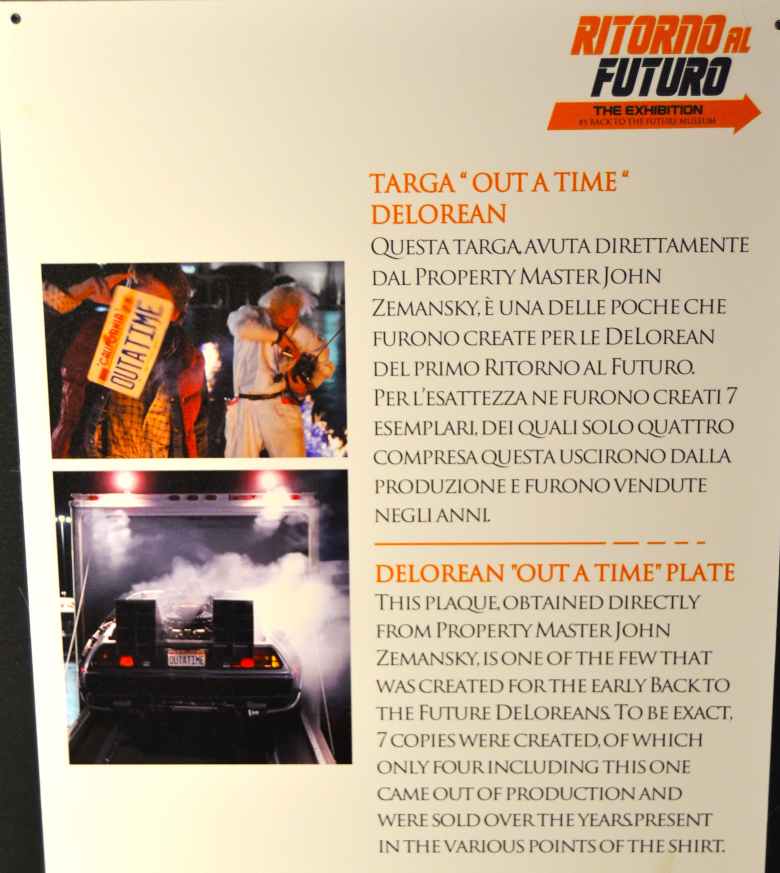 RITORNO AL
FUTURO
THE EXHIBITION
#1 BACK TO THE FUTURE MUSEUM
TARGA “ OUT A TIME “
DELOREAN
QUESTA TARGA, AVUTA DIRETTAMENTE
DAL PROPERTY MASTER JOHN
ZEMANSKY, È UNA DELLE POCHE CHE
FURONO CREATE PER LE DELOREAN
DEL PRIMO RITORNO AL FUTURO.
PER L'ESATTEZZA NE FURONO CREATI 7
ESEMPLARI, DEI QUALI SOLO QUATTRO
COMPRESA QUESTA USCIRONO DALLA
PRODUZIONE E FURONO VENDUTE
NEGLI ANNI.
CALIFORNIA
OUTATIME
OUTATIME
DELOREAN "OUT A TIME" PLATE
THIS PLAQUE, OBTAINED DIRECTLY
FROM PROPERTY MASTER JOHN
ZEMANSKY, IS ONE OF THE FEW THAT
WAS CREATED FOR THE EARLY BACK TO
THE FUTURE DELOREANS. TO BE EXACT,
7 COPIES WERE CREATED, OF WHICH
ONLY FOUR INCLUDING THIS ONE
CAME OUT OF PRODUCTION AND
WERE SOLD OVER THE YEARS.PRESENT
IN THE VARIOUS POINTS OF THE SHIRT.